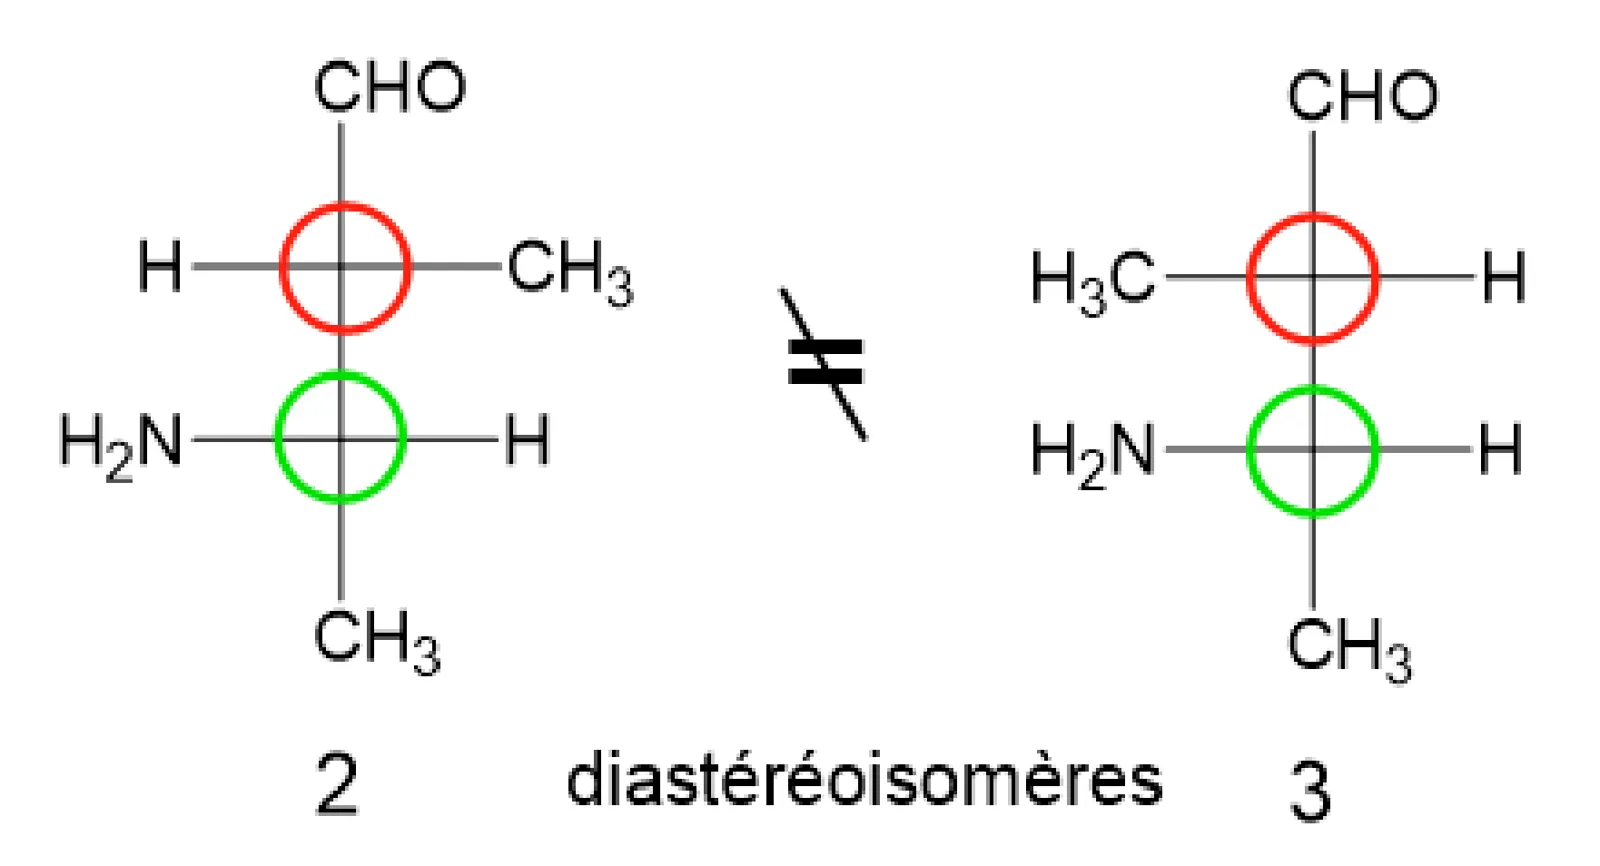 CHO CHO
H CH₃ H₃C H
H₂N H H₂N H
CH₃ CH₃
2 diastéréoisomères 3